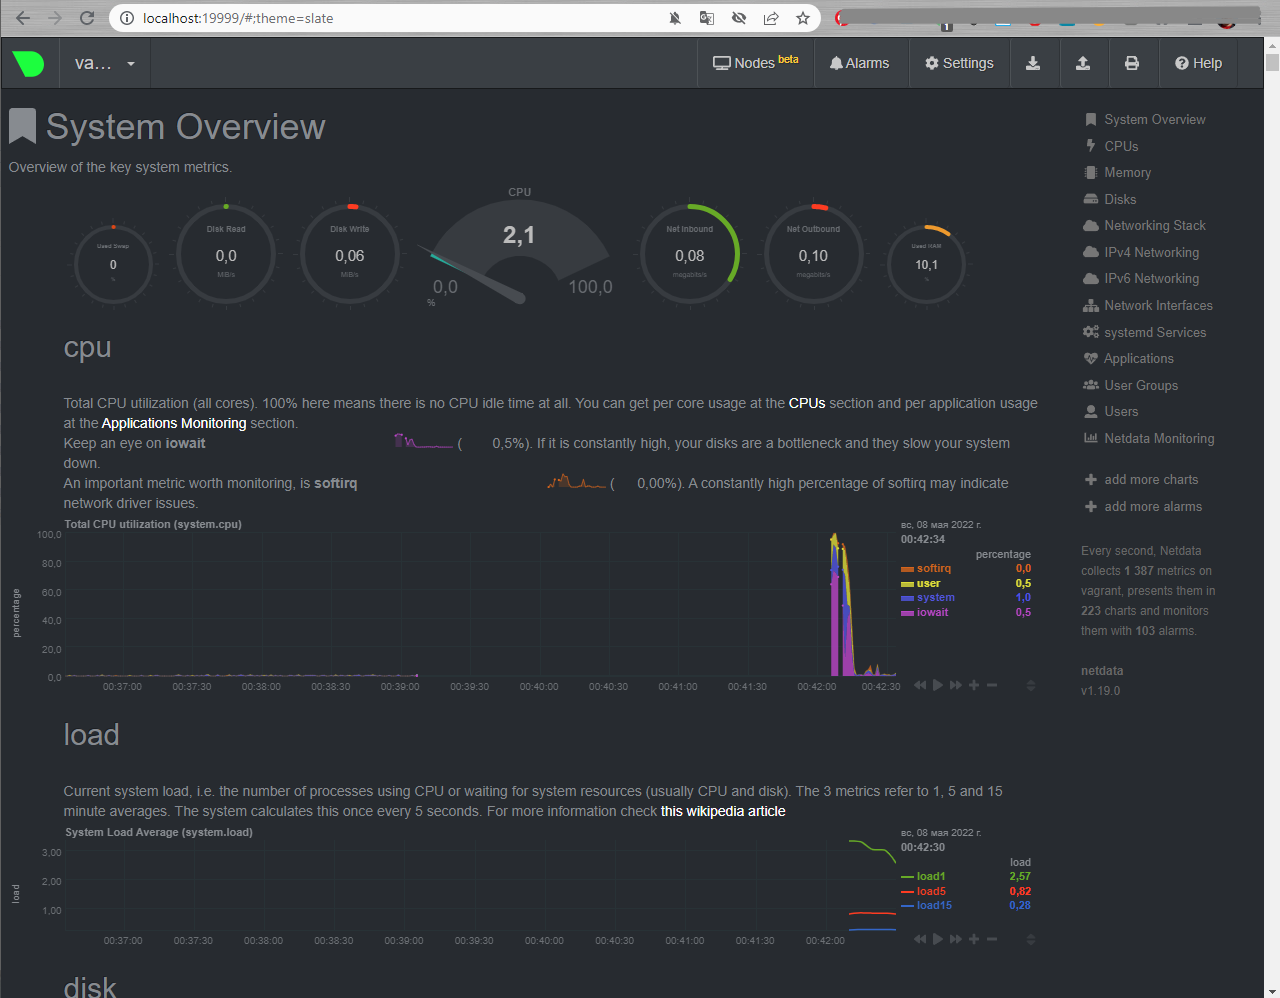 localhost:19999/#;theme=slate
va...
Nodes beta
Alarms
Settings
Help
System Overview
Overview of the key system metrics.
Used Swap
0
%
Disk Read
0,0
MiB/s
Disk Write
0,06
MiB/s
CPU
2,1
0,0
100,0
%
Net Inbound
0,08
megabits/s
Net Outbound
0,10
megabits/s
Used RAM
10,1
%
cpu
Total CPU utilization (all cores). 100% here means there is no CPU idle time at all. You can get per core usage at the CPUs section and per application usage
at the Applications Monitoring section.
Keep an eye on iowait ( 0,5%). If it is constantly high, your disks are a bottleneck and they slow your system
down.
An important metric worth monitoring, is softirq ( 0,00%). A constantly high percentage of softirq may indicate
network driver issues.
Total CPU utilization (system.cpu)
percentage
100,0
80,0
60,0
40,0
20,0
0,0
00:37:00 00:37:30 00:38:00 00:38:30 00:39:00 00:39:30 00:40:00 00:40:30 00:41:00 00:41:30 00:42:00 00:42:30
вс, 08 мая 2022 г.
00:42:34
percentage
softirq 0,0
user 0,5
system 1,0
iowait 0,5
load
Current system load, i.e. the number of processes using CPU or waiting for system resources (usually CPU and disk). The 3 metrics refer to 1, 5 and 15
minute averages. The system calculates this once every 5 seconds. For more information check this wikipedia article
System Load Average (system.load)
load
3,00
2,00
1,00
00:37:00 00:37:30 00:38:00 00:38:30 00:39:00 00:39:30 00:40:00 00:40:30 00:41:00 00:41:30 00:42:00
вс, 08 мая 2022 г.
00:42:30
load
load1 2,57
load5 0,82
load15 0,28
disk
System Overview
CPUs
Memory
Disks
Networking Stack
IPv4 Networking
IPv6 Networking
Network Interfaces
systemd Services
Applications
User Groups
Users
Netdata Monitoring
add more charts
add more alarms
Every second, Netdata
collects 1 387 metrics on
vagrant, presents them in
223 charts and monitors
them with 103 alarms.
netdata
v1.19.0